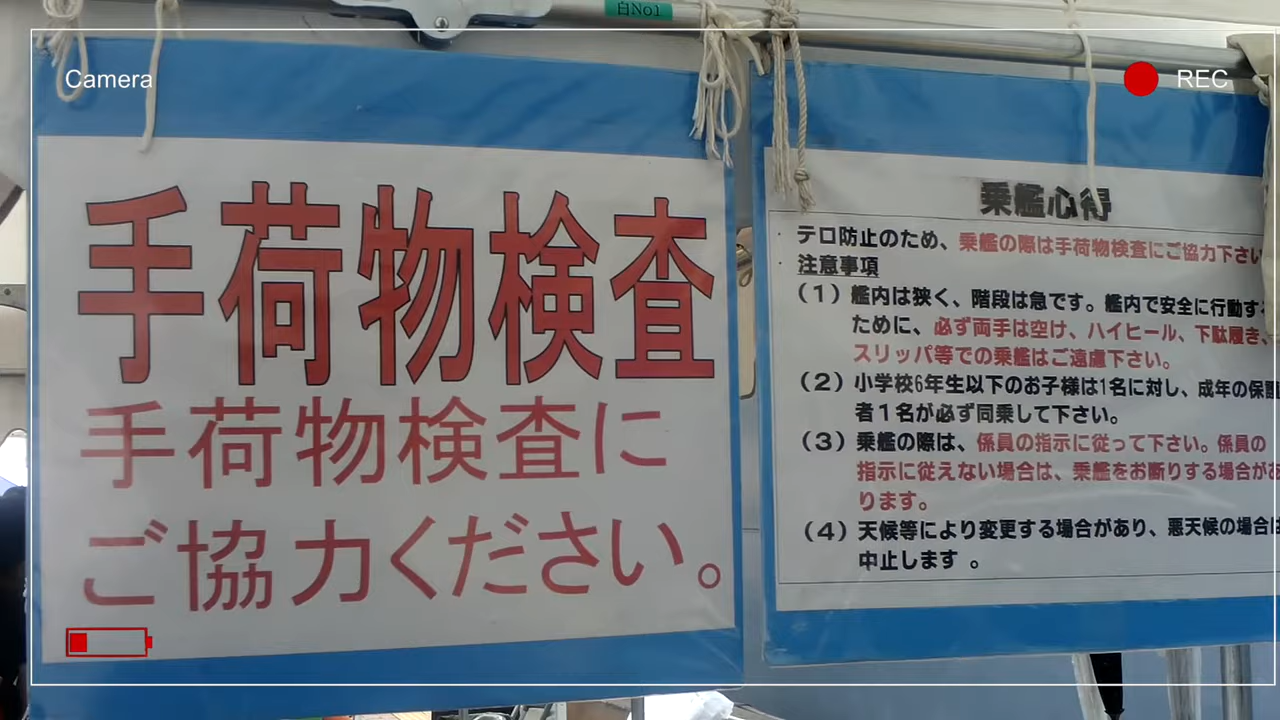 白No1
Camera
REC
手荷物検査
手荷物検査に
ご協力ください。
乗艦心得
テロ防止のため、乗艦の際は手荷物検査にご協力下さい
注意事項
（1）艦内は狭く、階段は急です。艦内で安全に行動す
ために、必ず両手は空け、ハイヒール、下駄履き、
スリッパ等での乗艦はご遠慮下さい。
（2）小学校6年生以下のお子様は1名に対し、成年の保護
者１名が必ず同乗して下さい。
（3）乗艦の際は、係員の指示に従って下さい。係員の
指示に従えない場合は、乗艦をお断りする場合があ
ります。
（4）天候等により変更する場合があり、悪天候の場合は
中止します 。